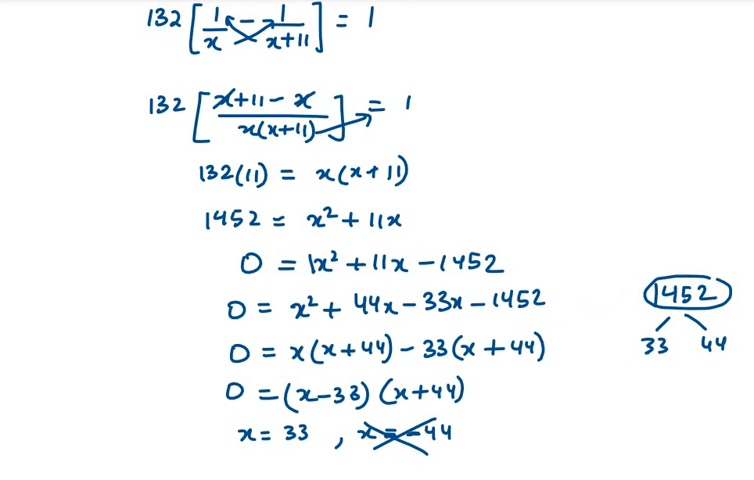 132 [1/x - 1/(x+11)] = 1
132 [(x+11-x)/(x(x+11))] = 1
132(11) = x(x+11)
1452 = x² + 11x
0 = 1x² + 11x - 1452
0 = x² + 44x - 33x - 1452
1452
33 44
0 = x(x+44) - 33(x+44)
0 = (x-33) (x+44)
x = 33 , x = -44